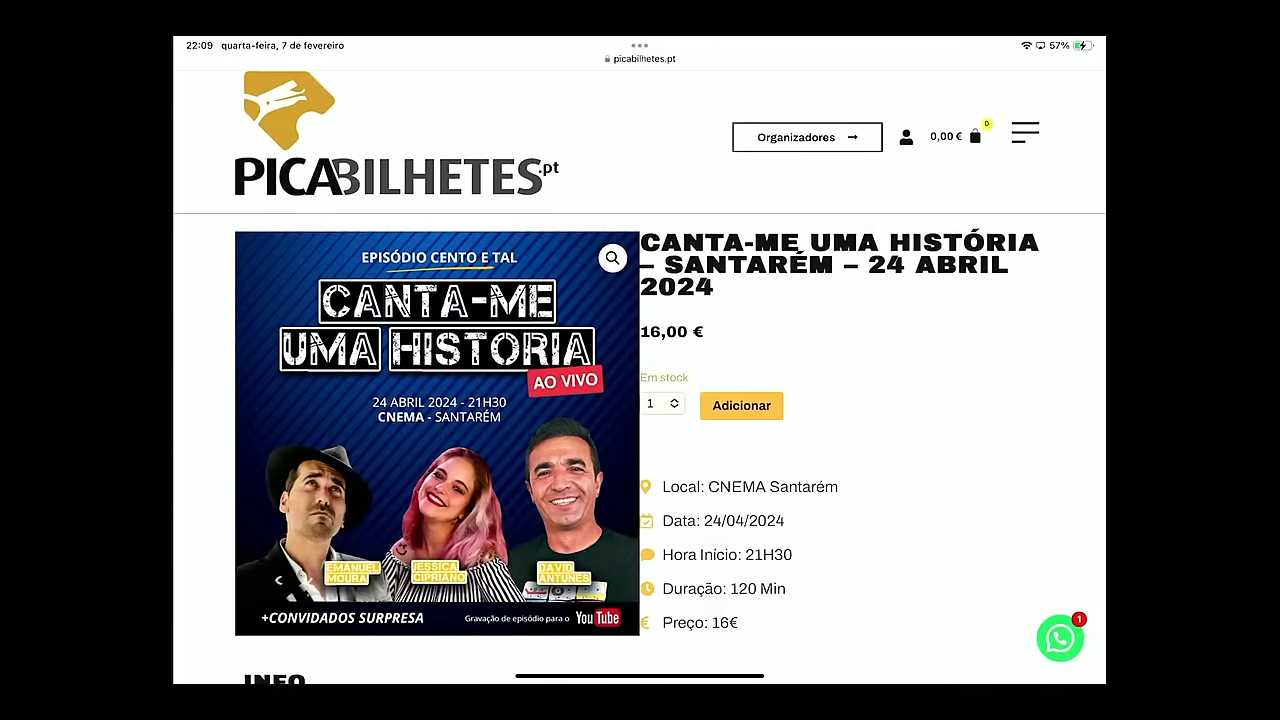 22:09 quarta-feira, 7 de fevereiro
57%
picabilhetes.pt
PICABILHETES.pt
Organizadores →
0,00 €
0
EPISÓDIO CENTO E TAL
CANTA-ME
UMA HISTORIA
AO VIVO
24 ABRIL 2024 - 21H30
CNEMA - SANTARÉM
EMANUEL
MOURA
JESSICA
CIPRIANO
DAVID
ANTUNES
+CONVIDADOS SURPRESA
Gravação de episódio para o YouTube
CANTA-ME UMA HISTÓRIA
– SANTARÉM – 24 ABRIL
2024
16,00 €
Em stock
1
Adicionar
Local: CNEMA Santarém
Data: 24/04/2024
Hora Início: 21H30
Duração: 120 Min
Preço: 16€
1
INFO